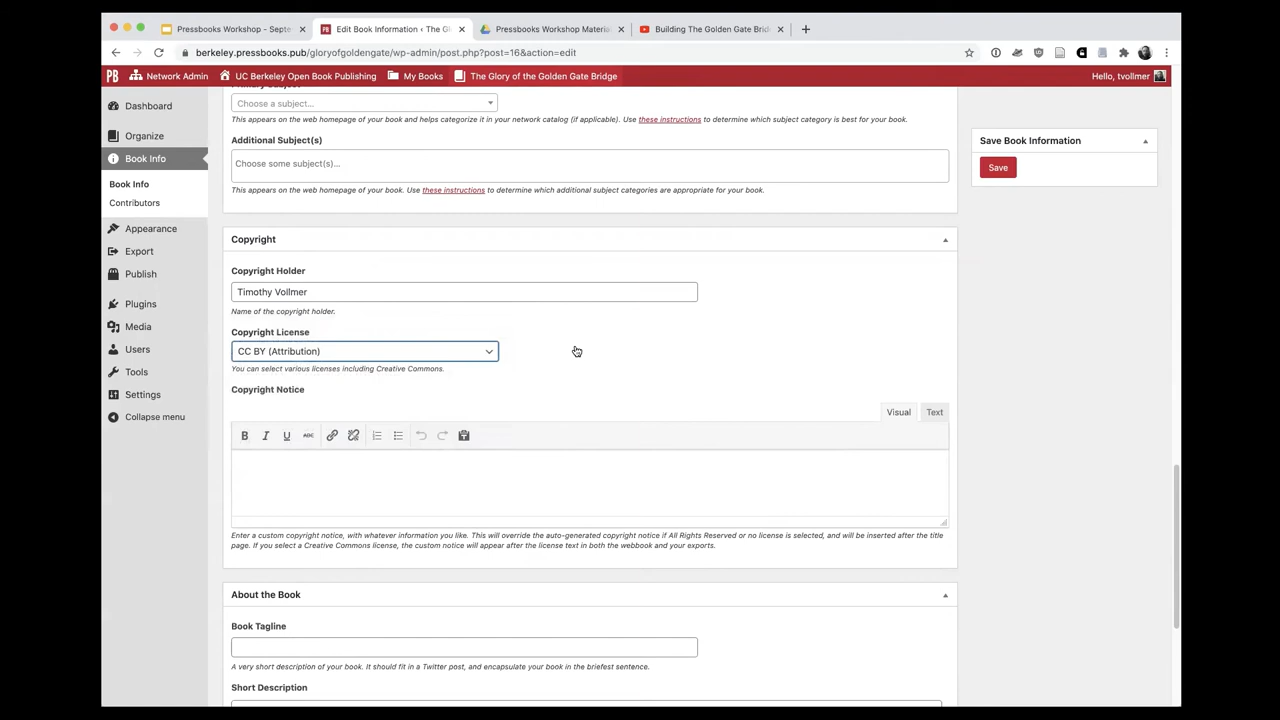 Pressbooks Workshop - Septe
Edit Book Information ‹ The Gl
Pressbooks Workshop Material
Building The Golden Gate Brid
berkeley.pressbooks.pub/gloryofgoldengate/wp-admin/post.php?post=16&action=edit
PB Network Admin UC Berkeley Open Book Publishing My Books The Glory of the Golden Gate Bridge Hello, tvollmer
Dashboard
Organize
Book Info
Book Info
Contributors
Appearance
Export
Publish
Plugins
Media
Users
Tools
Settings
Collapse menu
Choose a subject...
This appears on the web homepage of your book and helps categorize it in your network catalog (if applicable). Use these instructions to determine which subject category is best for your book.
Additional Subject(s)
Choose some subject(s)...
This appears on the web homepage of your book. Use these instructions to determine which additional subject categories are appropriate for your book.
Save Book Information
Save
Copyright
Copyright Holder
Timothy Vollmer
Name of the copyright holder.
Copyright License
CC BY (Attribution)
You can select various licenses including Creative Commons.
Copyright Notice
Visual Text
B I U ABC
Enter a custom copyright notice, with whatever information you like. This will override the auto-generated copyright notice if All Rights Reserved or no license is selected, and will be inserted after the title
page. If you select a Creative Commons license, the custom notice will appear after the license text in both the webbook and your exports.
About the Book
Book Tagline
A very short description of your book. It should fit in a Twitter post, and encapsulate your book in the briefest sentence.
Short Description